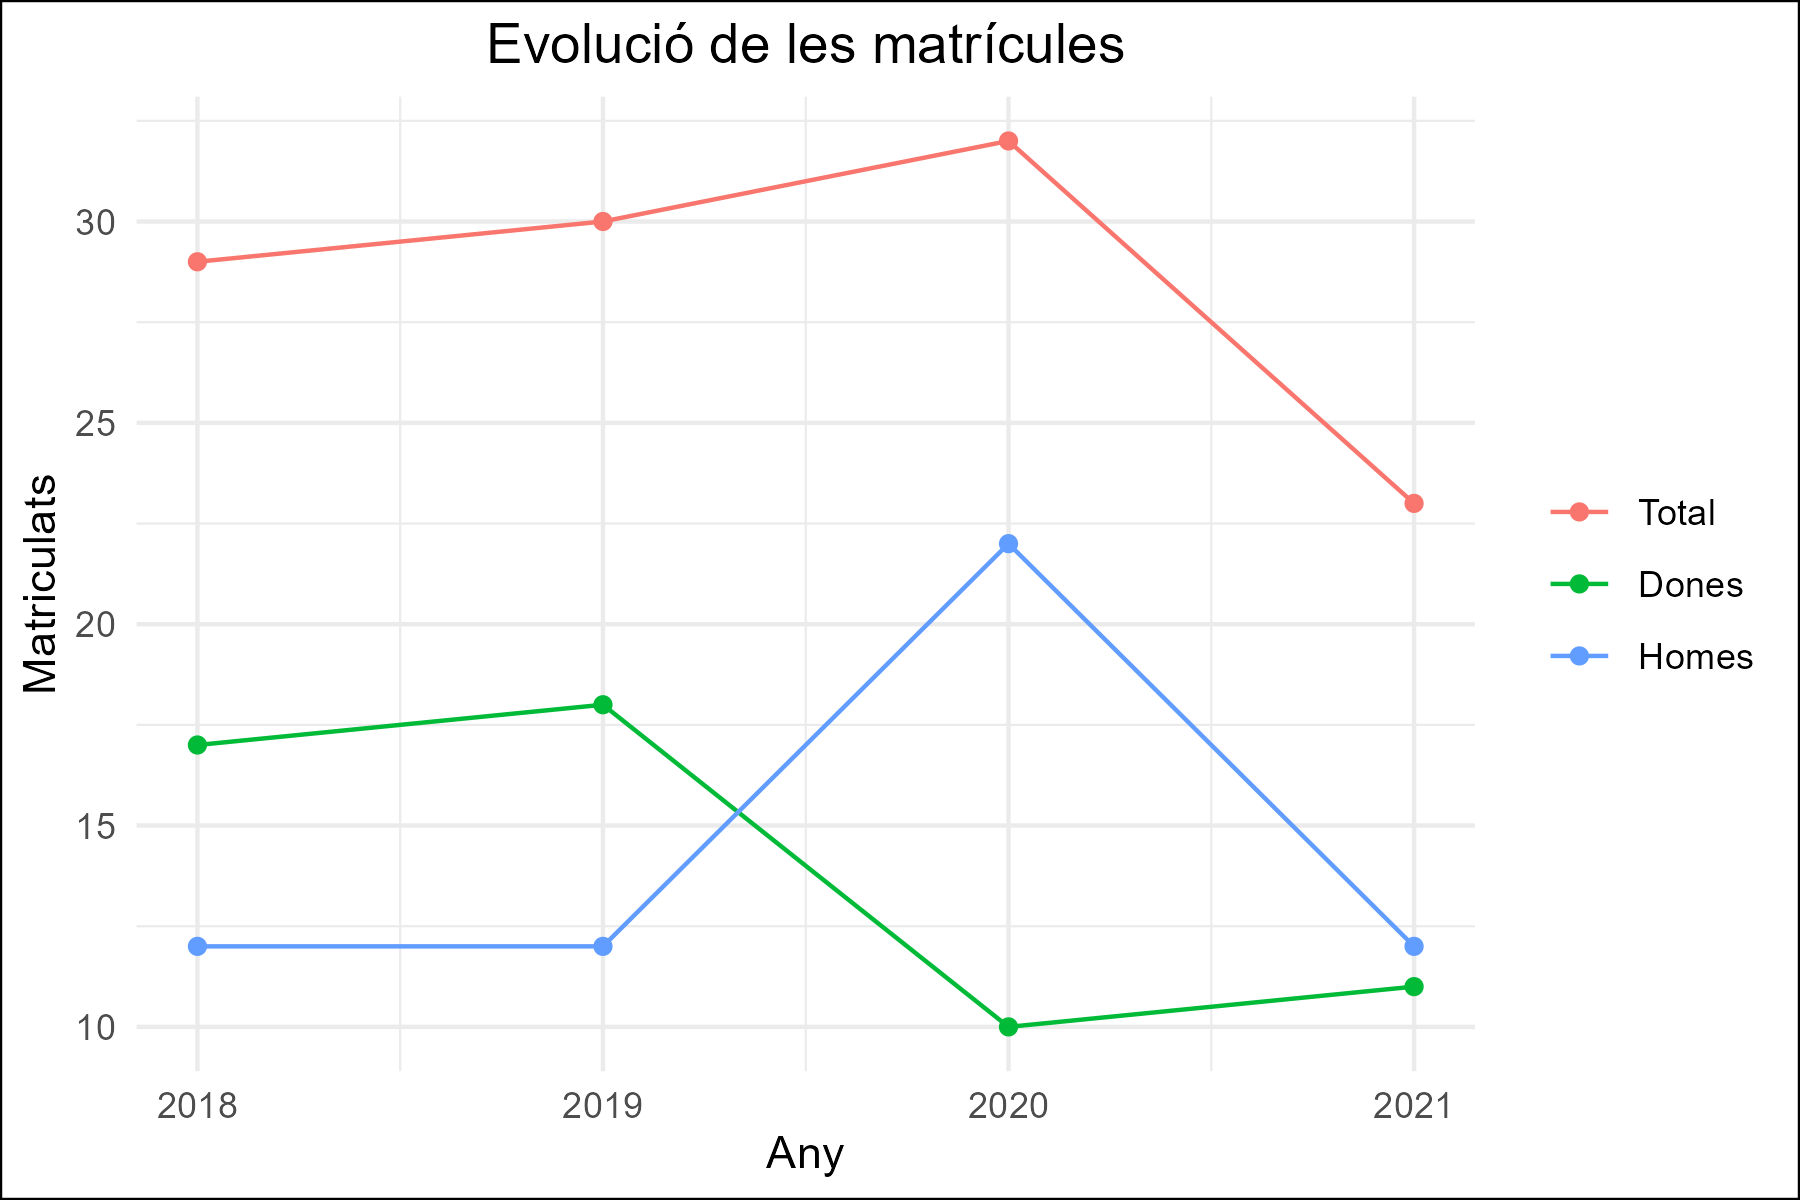 Evolució de les matrícules
Matriculats
30
25
20
15
10
2018
2019
2020
2021
Any
Total
Dones
Homes